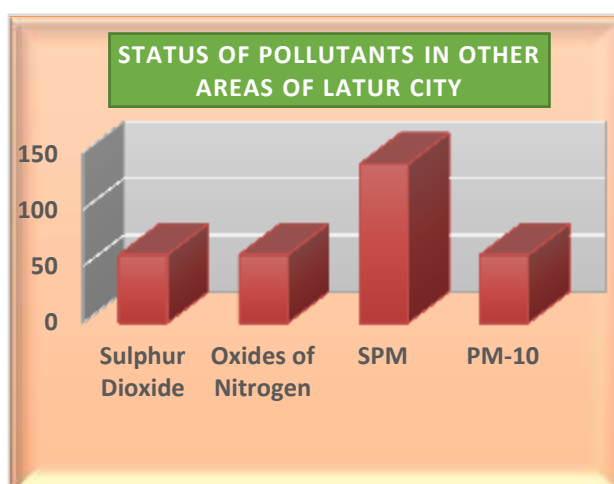 STATUS OF POLLUTANTS IN OTHER
AREAS OF LATUR CITY
150
100
50
0
Sulphur Dioxide
Oxides of Nitrogen
SPM
PM-10